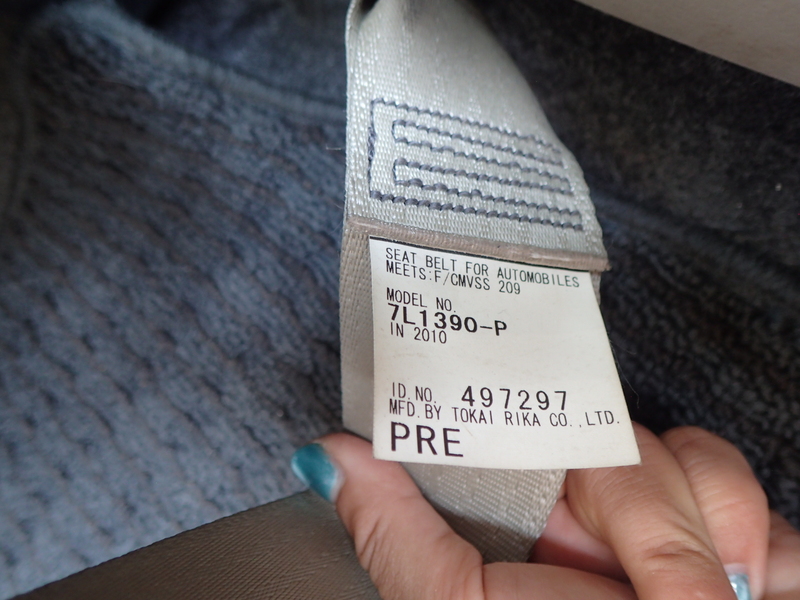 SEAT BELT FOR AUTOMOBILES
MEETS:F/CMVSS 209
MODEL NO.
7L1390-P
IN 2010
ID.NO. 497297
MFD.BY TOKAI RIKA CO.,LTD.
PRE